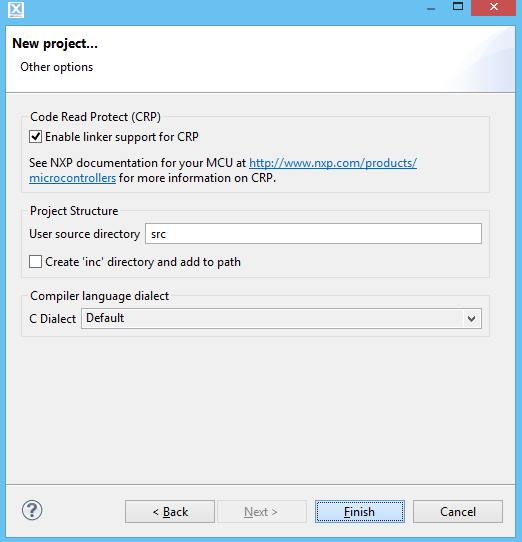 New project...
Other options
Code Read Protect (CRP)
Enable linker support for CRP
See NXP documentation for your MCU at http://www.nxp.com/products/
microcontrollers for more information on CRP.
Project Structure
User source directory src
Create 'inc' directory and add to path
Compiler language dialect
C Dialect Default
< Back Next > Finish Cancel